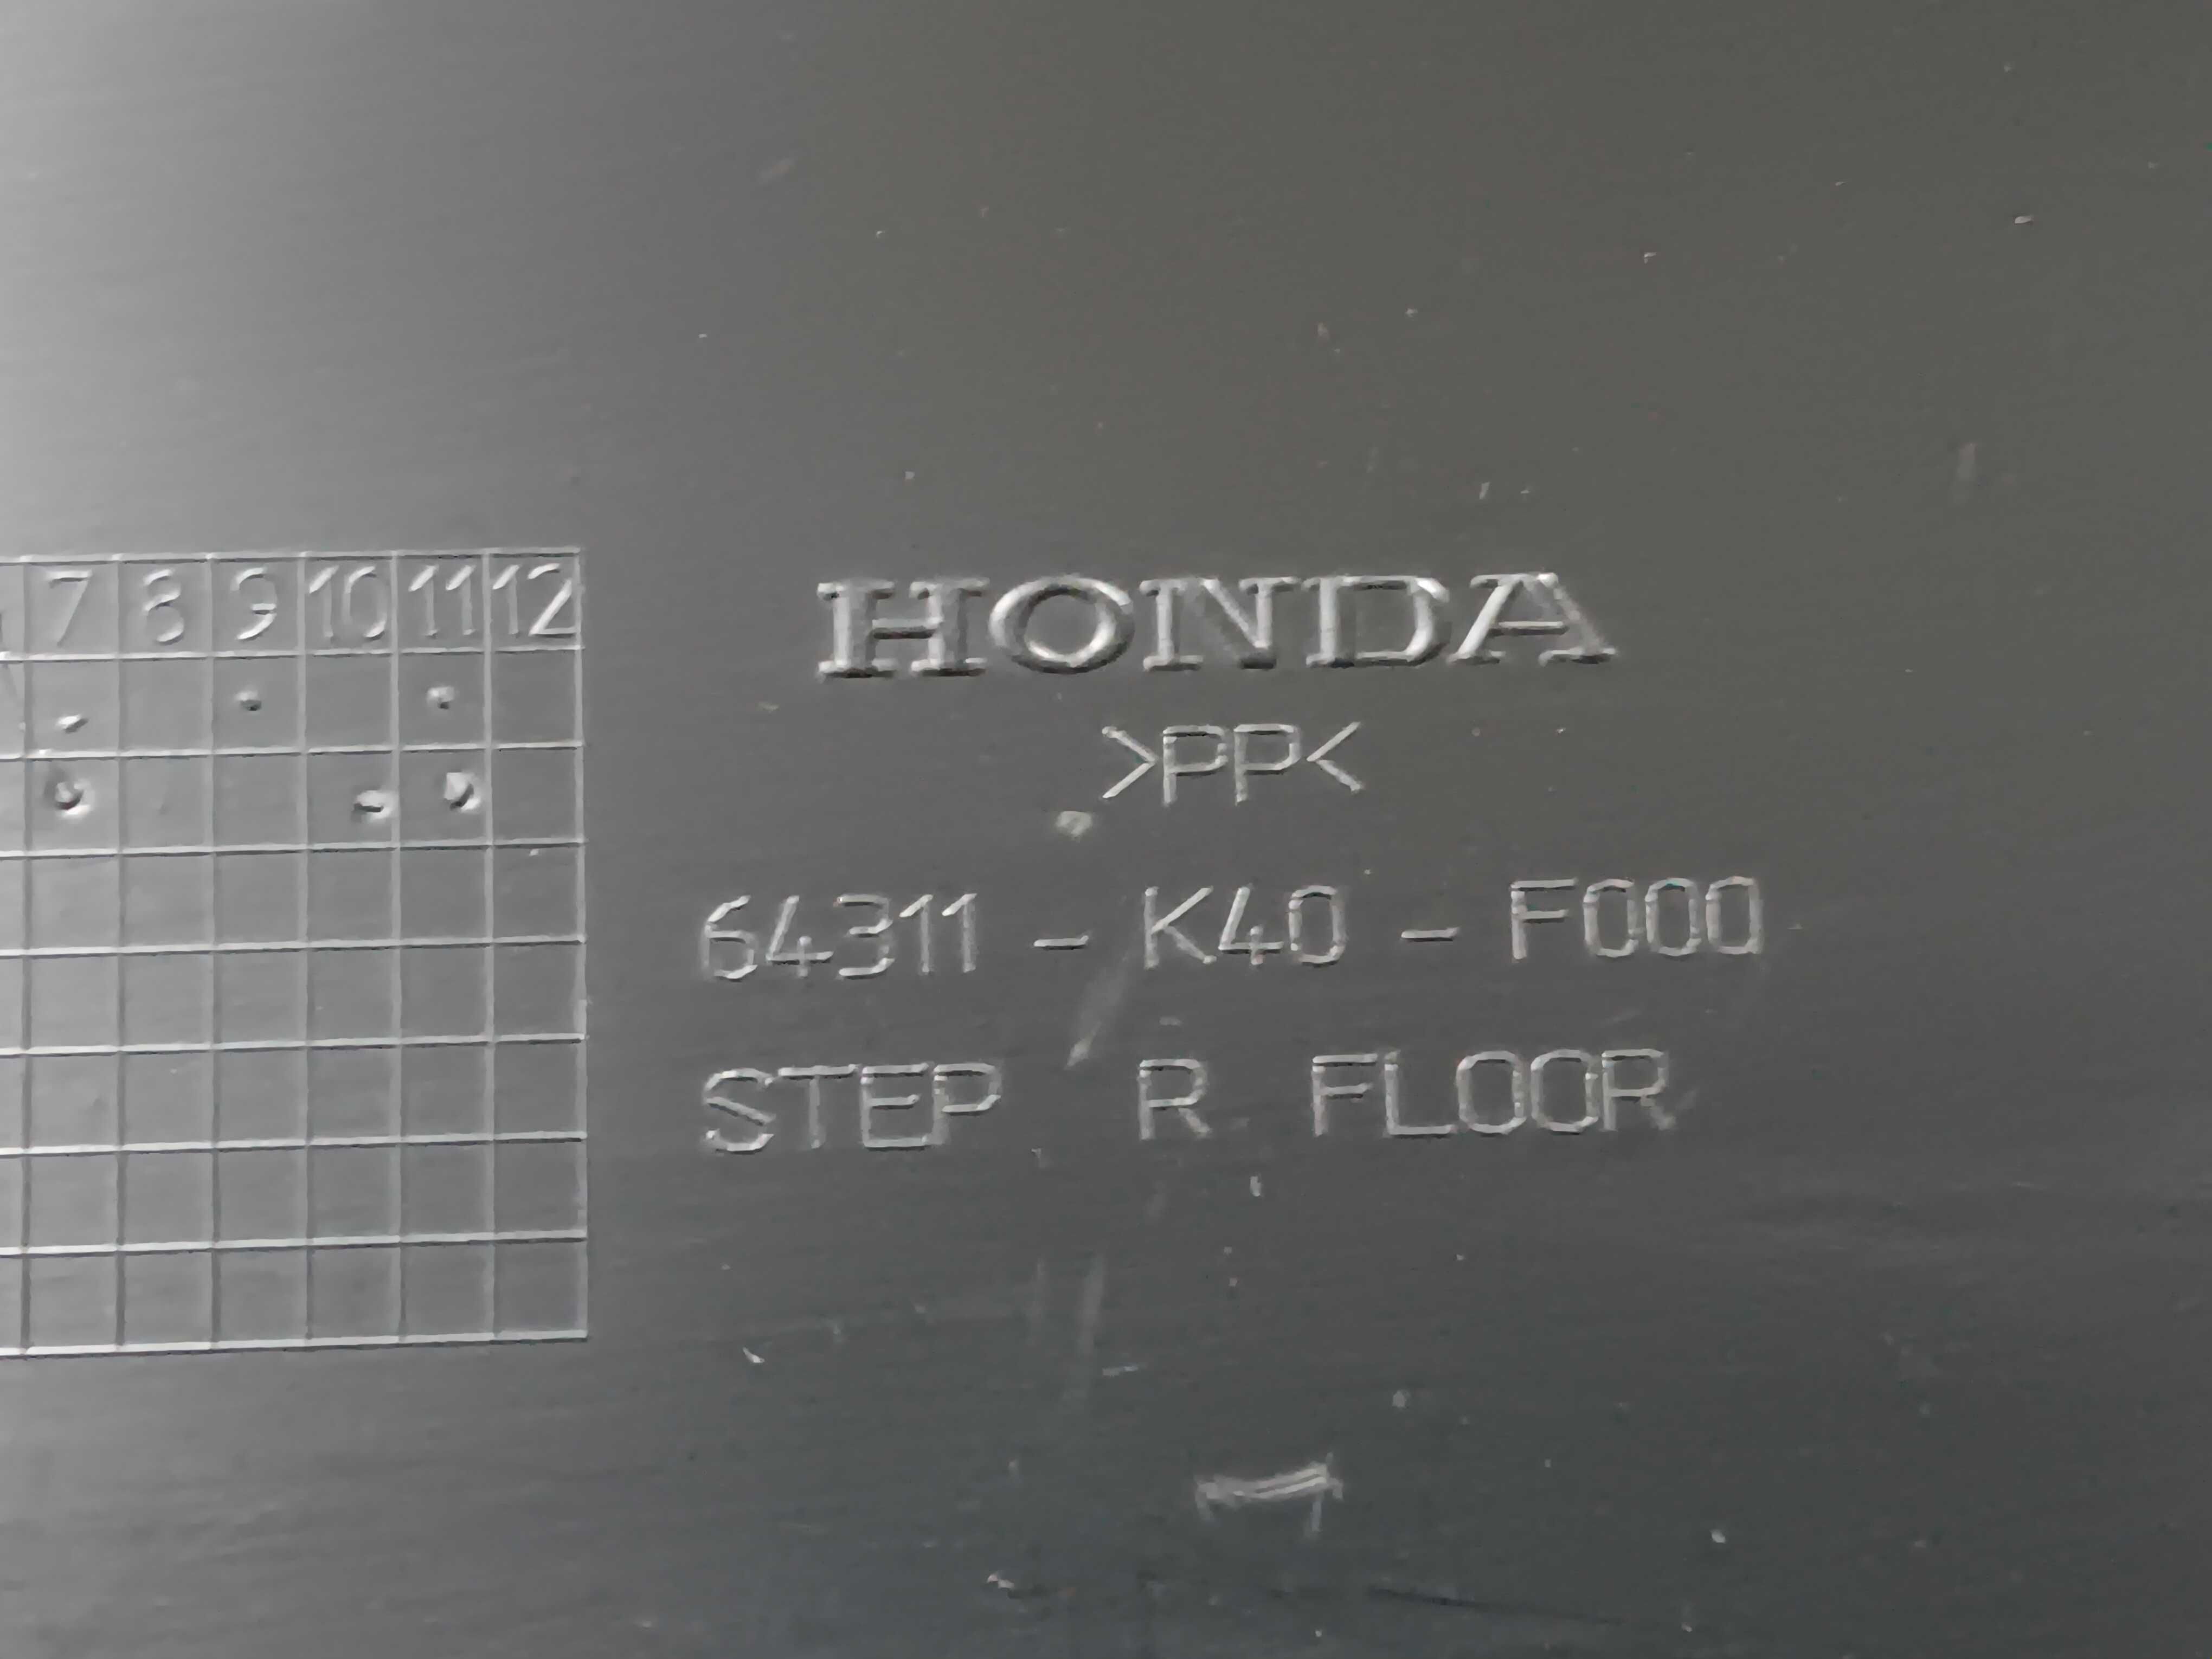 7 8 9 10 11 12
HONDA
>PP<
64311 - K40 - F000
STEP R FLOOR